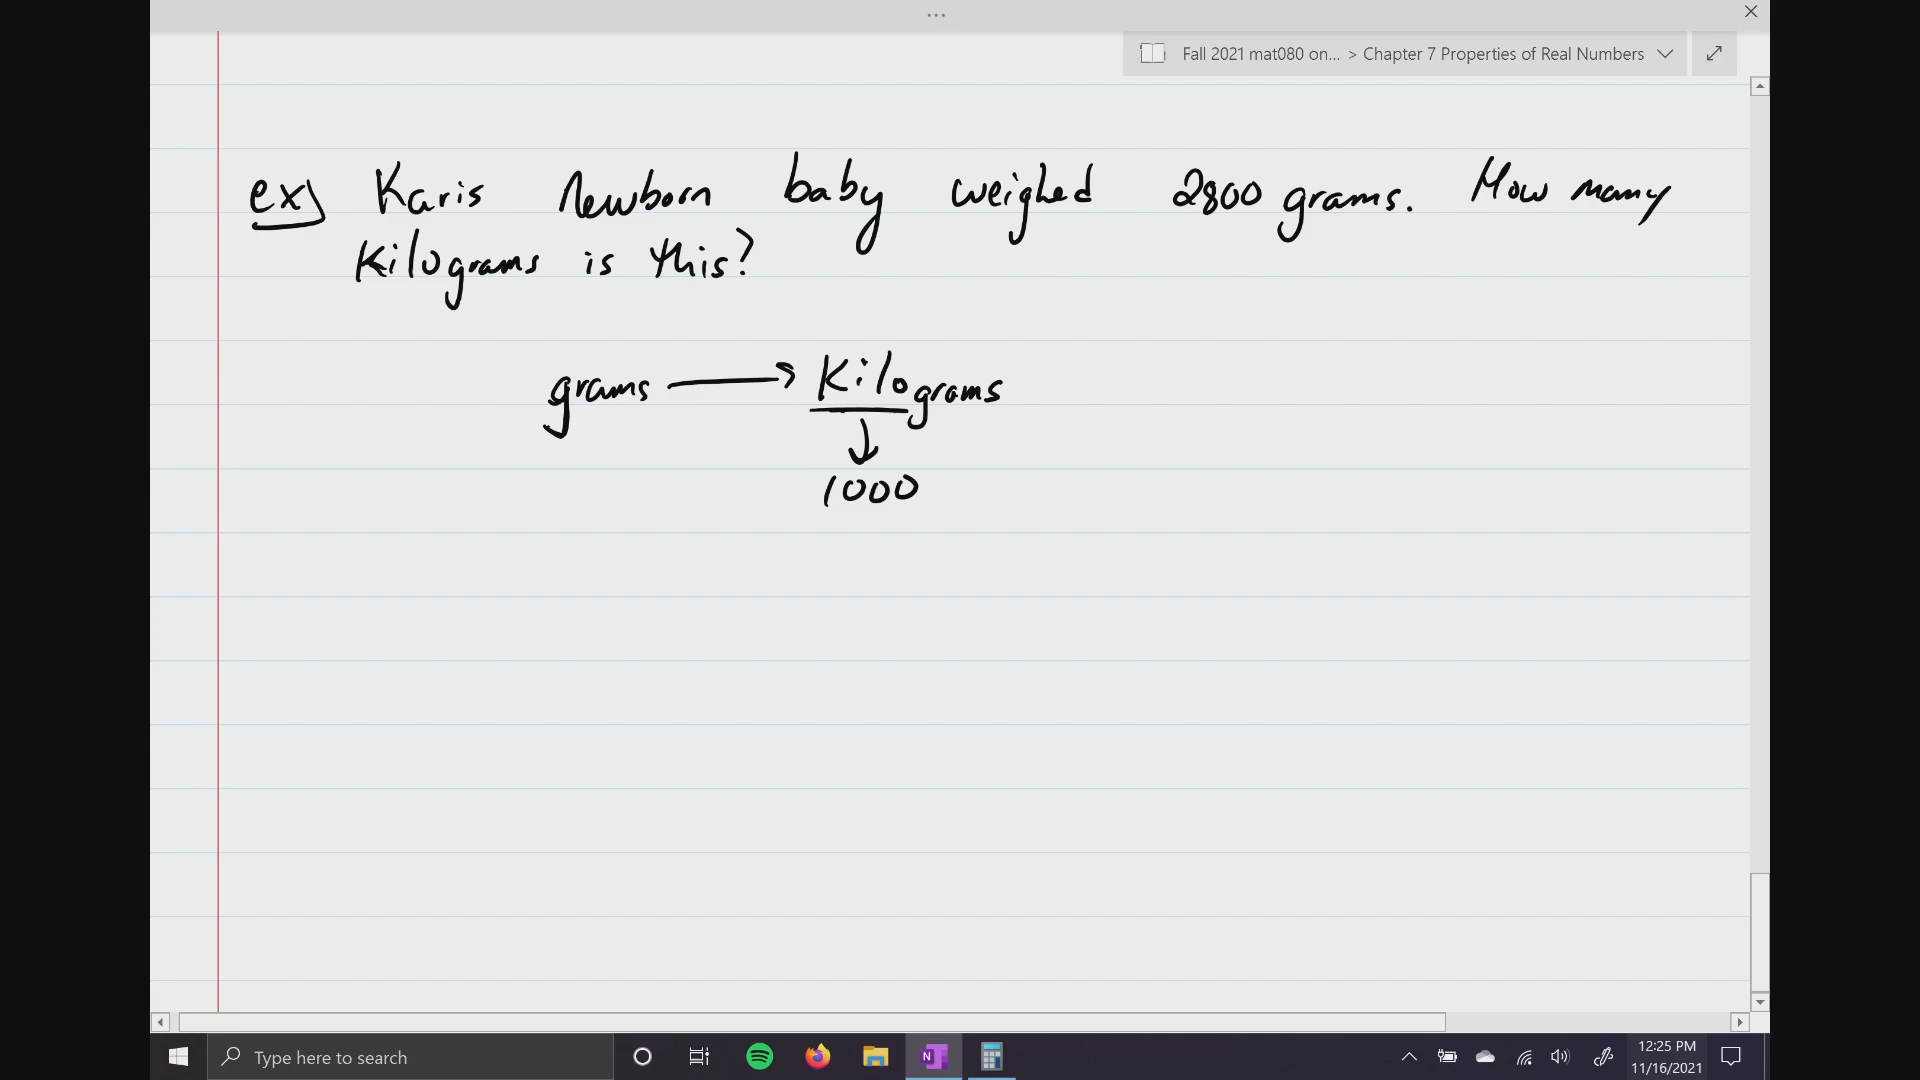 ...
Fall 2021 mat080 on... > Chapter 7 Properties of Real Numbers
ex) Karis Newborn baby weighed 2800 grams. How many
Kilograms is this?
grams → Kilograms
↓
1000
Type here to search
12:25 PM
11/16/2021